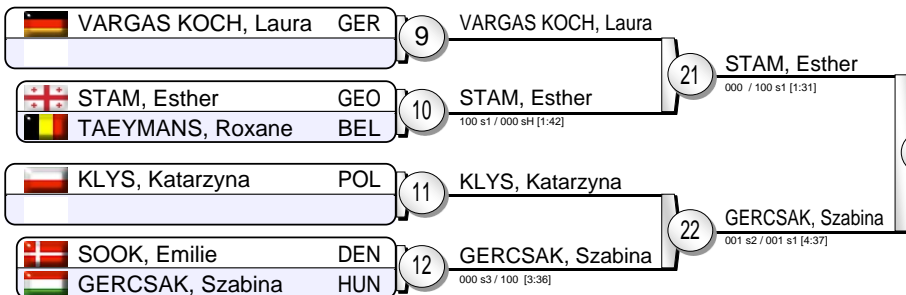 VARGAS KOCH, Laura GER
9
VARGAS KOCH, Laura
STAM, Esther GEO
TAEYMANS, Roxane BEL
10
STAM, Esther
100 s1 / 000 sH [1:42]
21
STAM, Esther
000 / 100 s1 [1:31]
KLYS, Katarzyna POL
11
KLYS, Katarzyna
SOOK, Emilie DEN
GERCSAK, Szabina HUN
12
GERCSAK, Szabina
000 s3 / 100 [3:36]
22
GERCSAK, Szabina
001 s2 / 001 s1 [4:37]